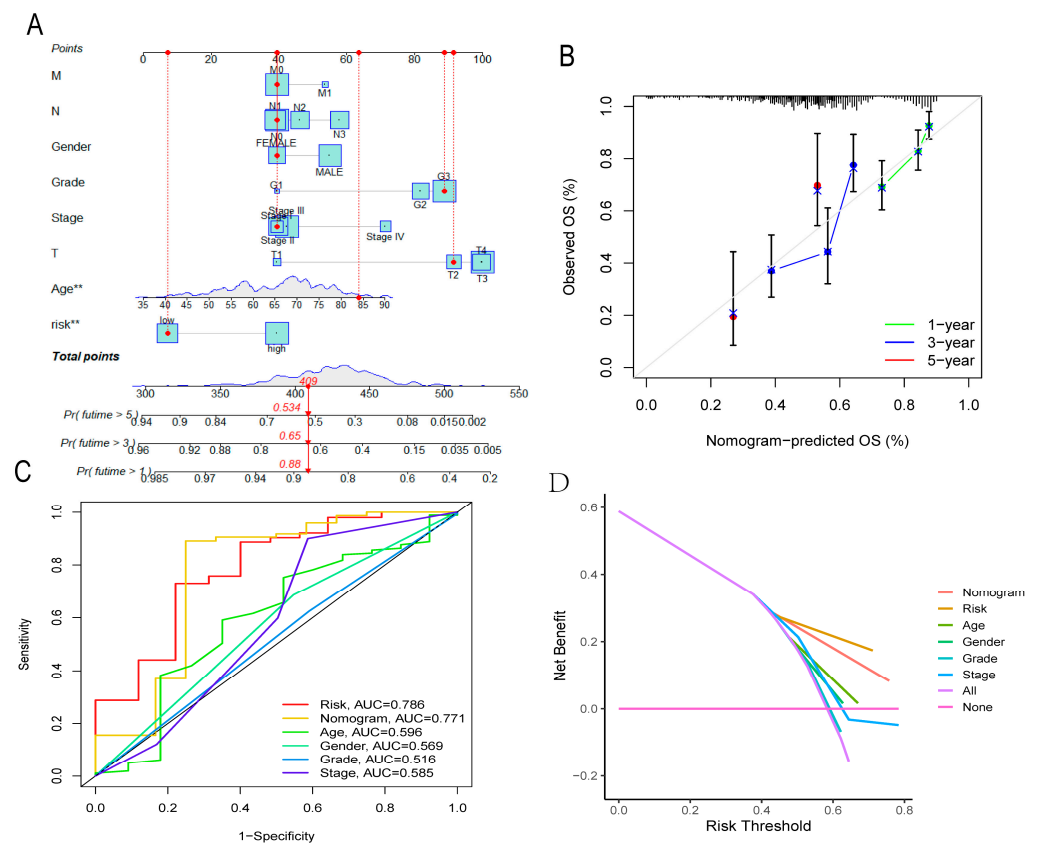 A
Points
0 20 40 60 80 100
M
M0
M1
N
N1 N2
N0 N3
Gender
FEMALE
MALE
Grade
G1 G3
G2
Stage
Stage III
Stage I
Stage II Stage IV
T
T1 T4
T2 T3
Age**
35 40 45 50 55 60 65 70 75 80 85 90
risk**
low
high
Total points
409
300 350 400 450 500 550
0.534
Pr( futime > 5 )
0.94 0.9 0.84 0.7 0.5 0.3 0.08 0.015 0.002
0.65
Pr( futime > 3 )
0.96 0.92 0.88 0.8 0.6 0.4 0.15 0.035 0.005
0.88
Pr( futime > 1 )
0.985 0.97 0.94 0.9 0.8 0.6 0.4 0.2
B
Observed OS (%)
1.0
0.8
0.6
0.4
0.2
0.0
1−year
3−year
5−year
0.0 0.2 0.4 0.6 0.8 1.0
Nomogram−predicted OS (%)
C
Sensitivity
1.0
0.8
0.6
0.4
0.2
0.0
Risk, AUC=0.786
Nomogram, AUC=0.771
Age, AUC=0.596
Gender, AUC=0.569
Grade, AUC=0.516
Stage, AUC=0.585
0.0 0.2 0.4 0.6 0.8 1.0
1−Specificity
D
Net Benefit
0.6
0.4
0.2
0.0
−0.2
0.0 0.2 0.4 0.6 0.8
Risk Threshold
Nomogram
Risk
Age
Gender
Grade
Stage
All
None